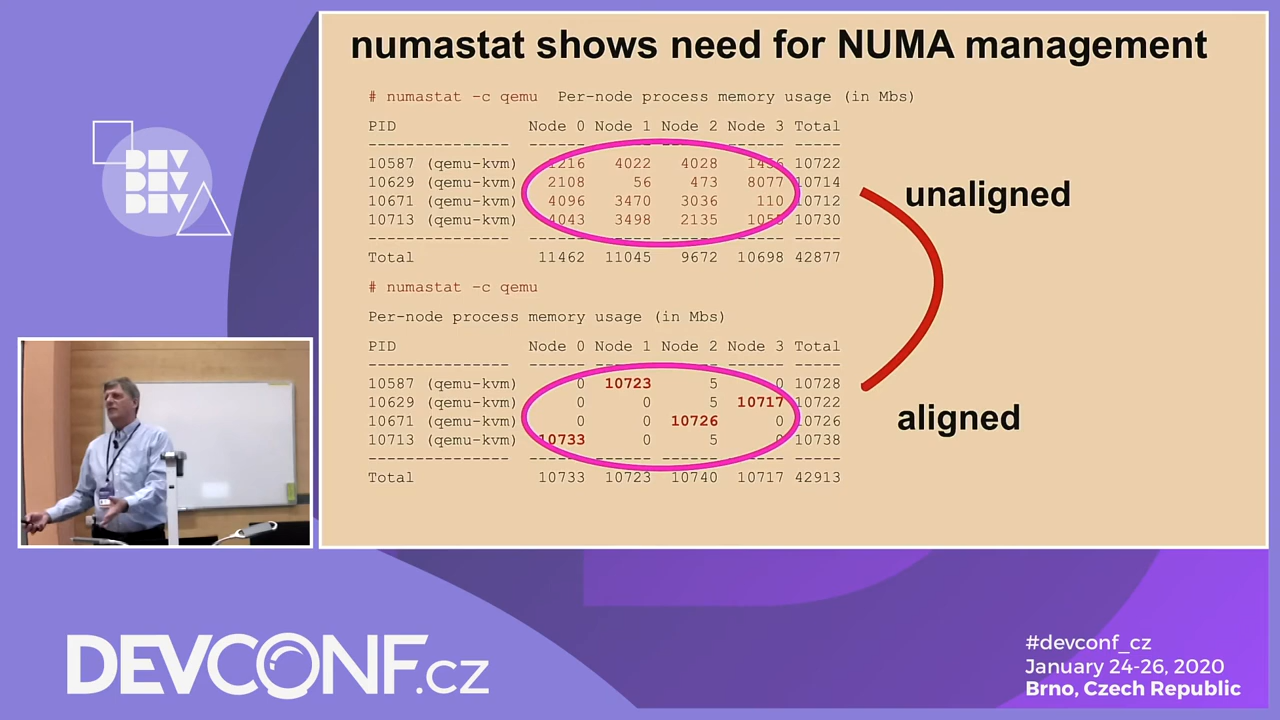 numastat shows need for NUMA management
# numastat -c qemu Per-node process memory usage (in Mbs)
PID Node 0 Node 1 Node 2 Node 3 Total
--------------- ------ ------ ------ ------ -----
10587 (qemu-kvm) 1216 4022 4028 1456 10722
10629 (qemu-kvm) 2108 56 473 8077 10714
10671 (qemu-kvm) 4096 3470 3036 110 10712
10713 (qemu-kvm) 4043 3498 2135 1055 10730
--------------- ------ ------ ------ ------ -----
Total 11462 11045 9672 10698 42877
unaligned
# numastat -c qemu
Per-node process memory usage (in Mbs)
PID Node 0 Node 1 Node 2 Node 3 Total
--------------- ------ ------ ------ ------ -----
10587 (qemu-kvm) 0 10723 5 0 10728
10629 (qemu-kvm) 0 0 5 10717 10722
10671 (qemu-kvm) 0 0 10726 0 10726
10713 (qemu-kvm) 10733 0 5 0 10738
--------------- ------ ------ ------ ------ -----
Total 10733 10723 10740 10717 42913
aligned
DEV
DEV
DEV
DEVCONF.cz
#devconf_cz
January 24-26, 2020
Brno, Czech Republic